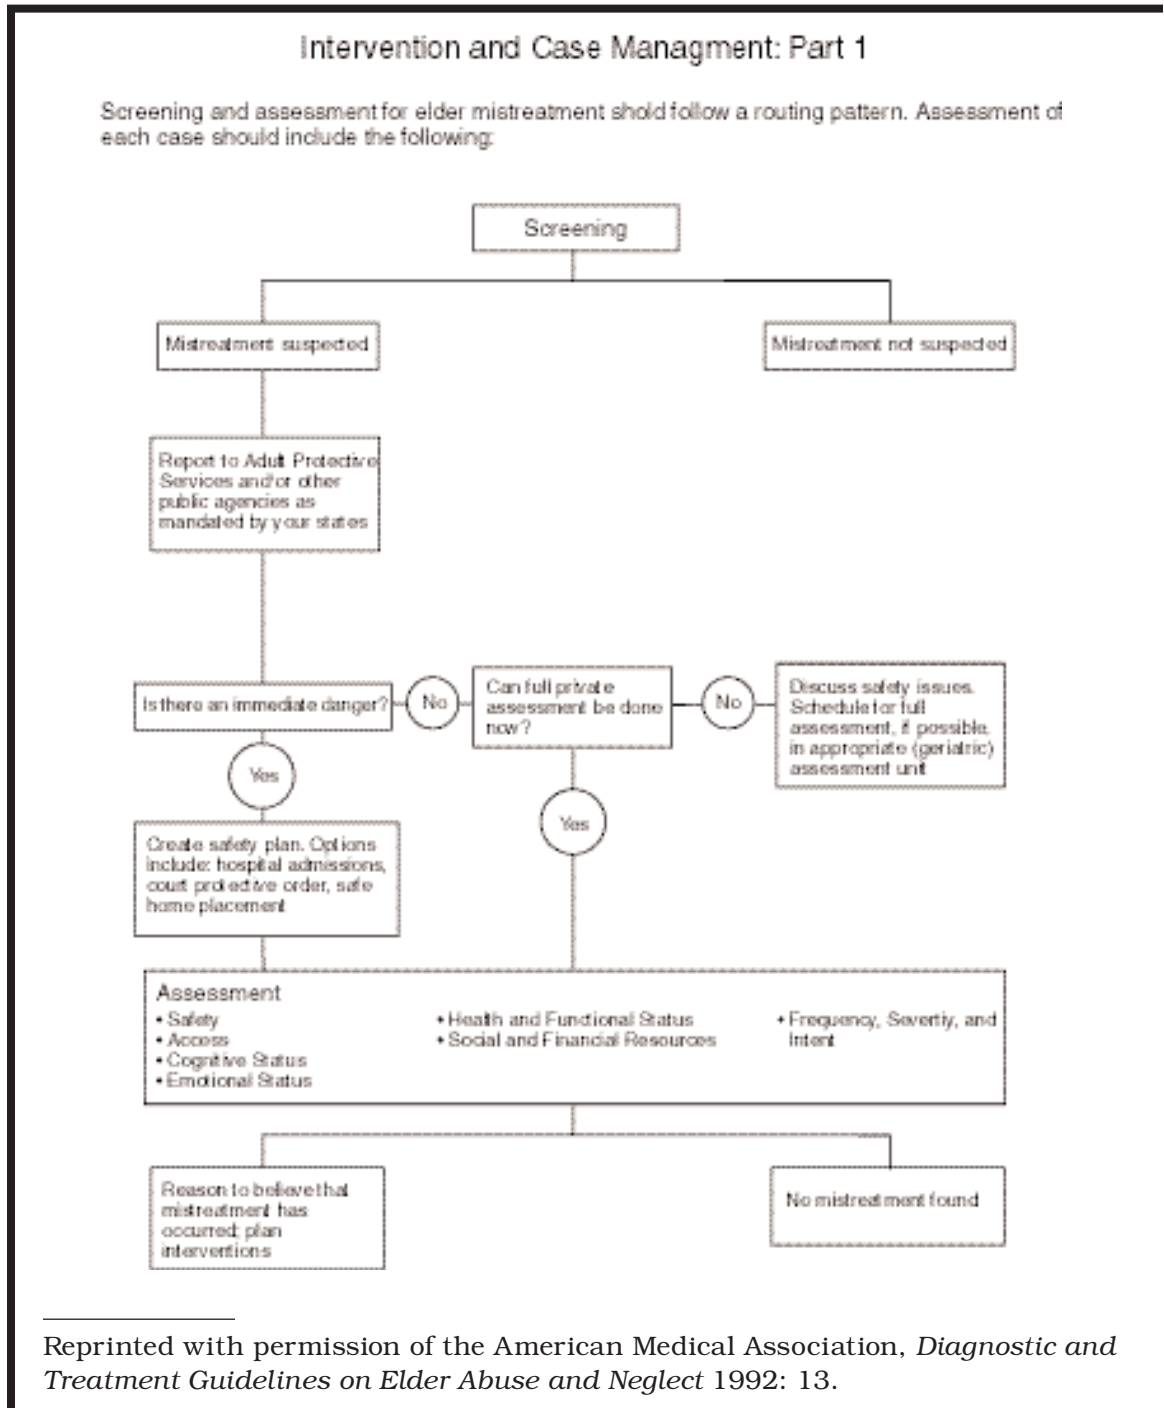 Intervention and Case Managment: Part 1
Screening and assessment for elder mistreatment shold follow a routing pattern. Assessment of
each case should include the following:
Screening
Mistreatment suspected
Mistreatment not suspected
Report to Adult Protective
Services and/or other
public agencies as
mandated by your states
Is there an immediate danger?
No
Can full private
assessment be done
now?
No
Discuss safety issues.
Schedule for full
assessment, if possible,
in appropriate (geriatric)
assessment unit
Yes
Yes
Create safety plan. Options
include: hospital admissions,
court protective order, safe
home placement
Assessment
• Safety
• Access
• Cognitive Status
• Emotional Status
• Health and Functional Status
• Social and Financial Resources
• Frequency, Severtiy, and
Intent
Reason to believe that
mistreatment has
occurred; plan
interventions
No mistreatment found
Reprinted with permission of the American Medical Association, Diagnostic and
Treatment Guidelines on Elder Abuse and Neglect 1992: 13.